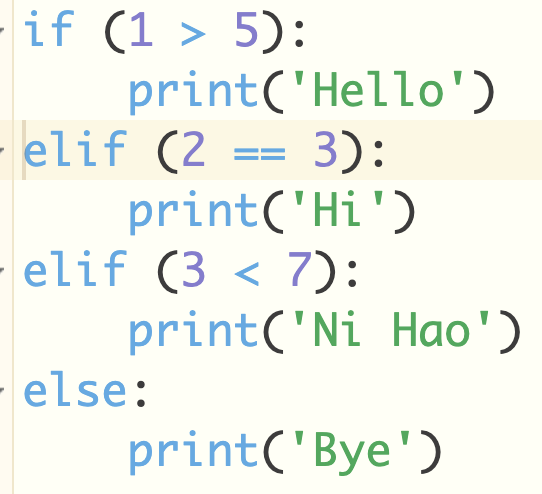 if (1 > 5):
    print('Hello')
elif (2 == 3):
    print('Hi')
elif (3 < 7):
    print('Ni Hao')
else:
    print('Bye')